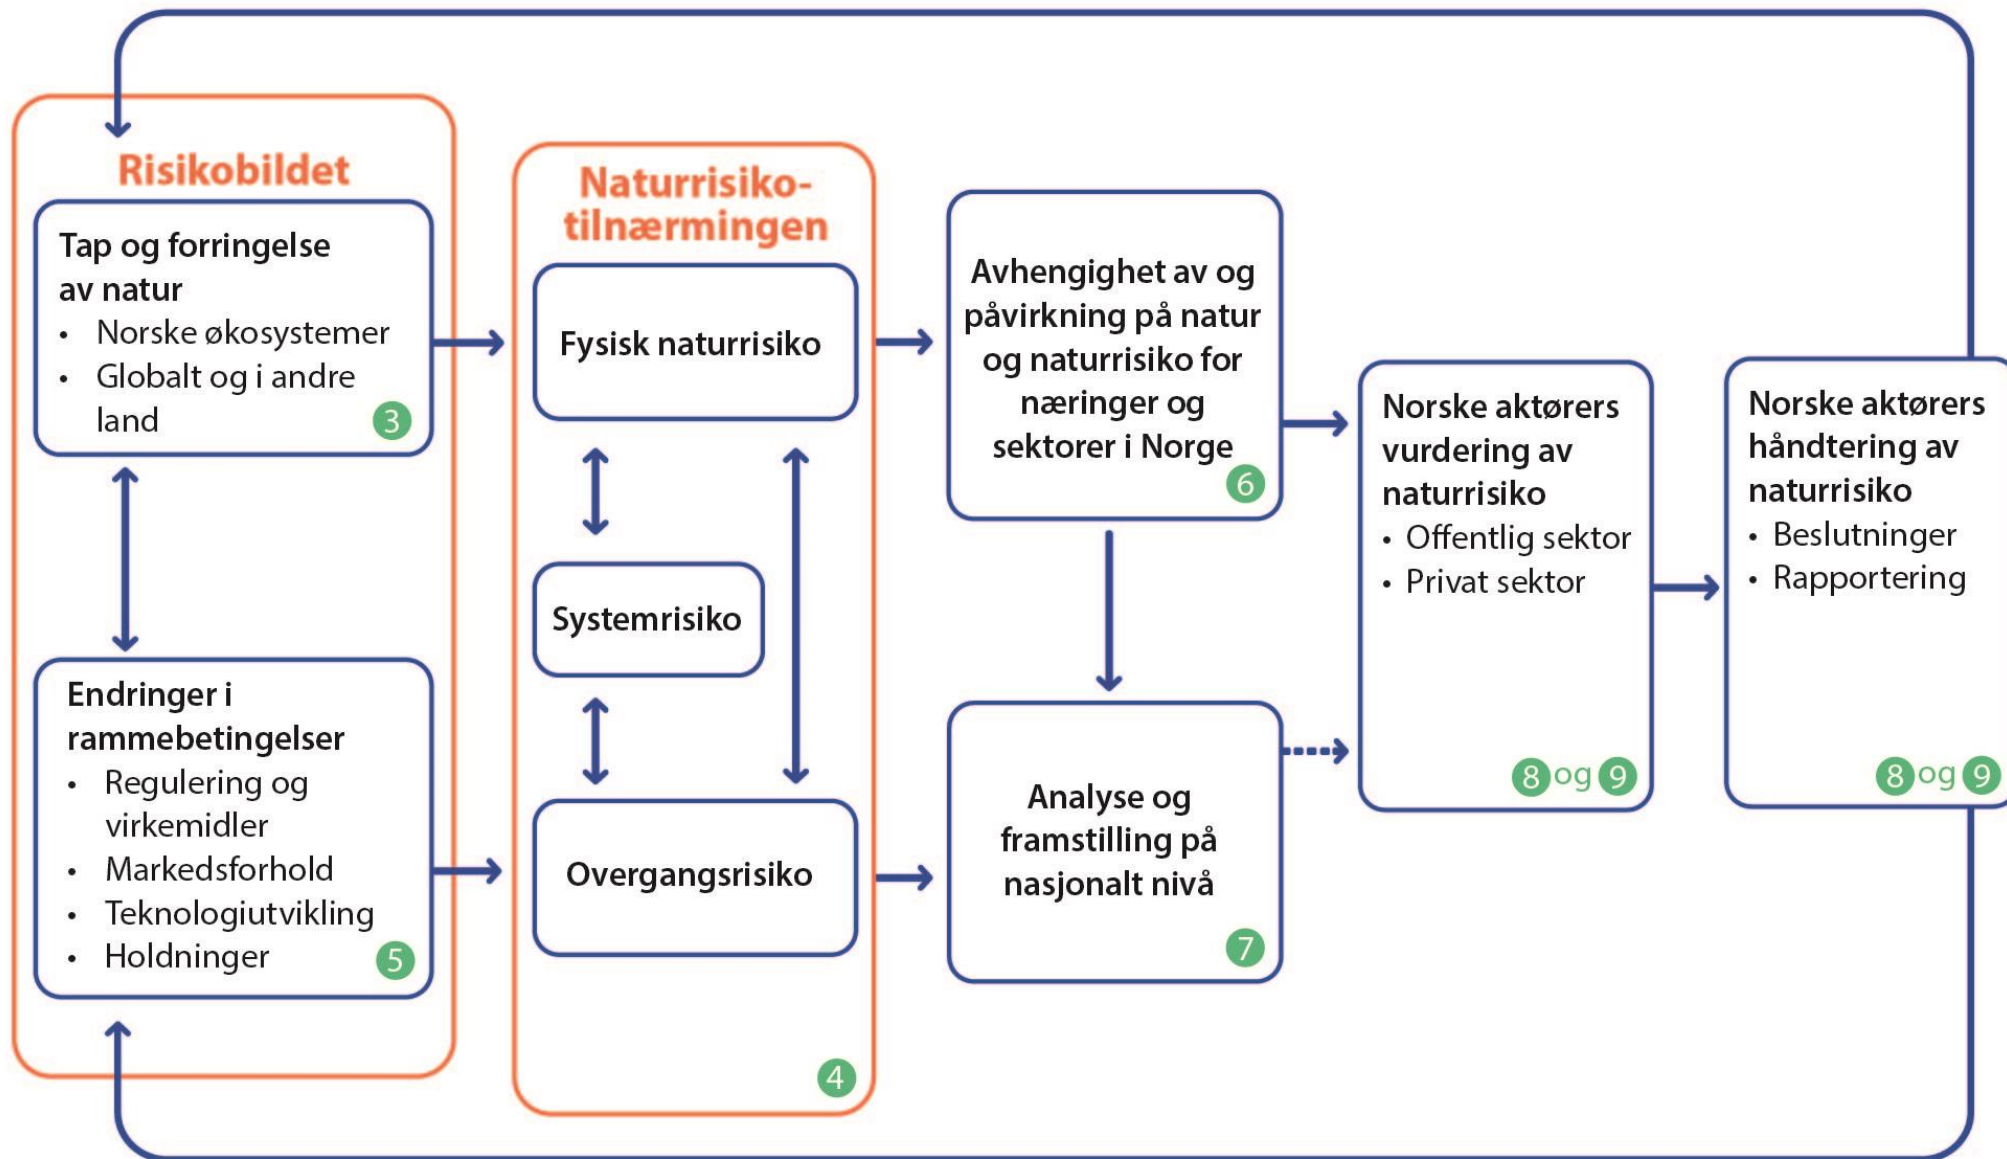 Risikobildet
Tap og forringelse
av natur
• Norske økosystemer
• Globalt og i andre
land
3
Endringer i
rammebetingelser
• Regulering og
virkemidler
• Markedsforhold
• Teknologiutvikling
• Holdninger
5
Naturrisiko-
tilnærmingen
Fysisk naturrisiko
Systemrisiko
Overgangsrisiko
4
Avhengighet av og
påvirkning på natur
og naturrisiko for
næringer og
sektorer i Norge
6
Analyse og
framstilling på
nasjonalt nivå
7
Norske aktørers
vurdering av
naturrisiko
• Offentlig sektor
• Privat sektor
8 og 9
Norske aktørers
håndtering av
naturrisiko
• Beslutninger
• Rapportering
8 og 9